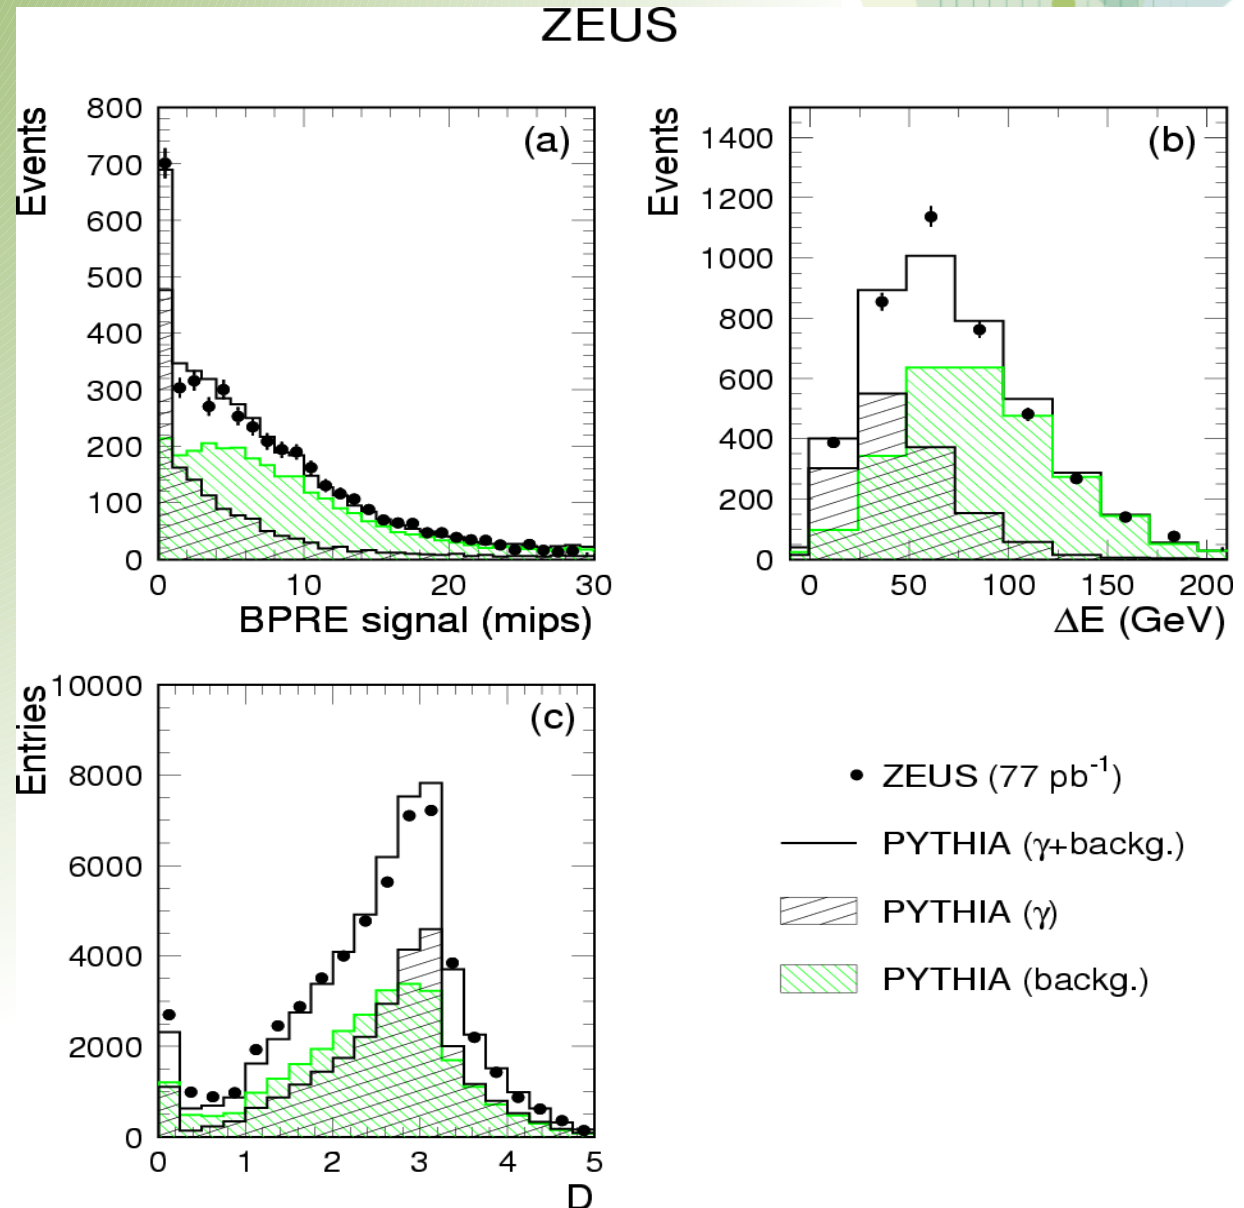 ZEUS
Events
800
700
600
500
400
300
200
100
0
(a)
0 10 20 30
BPRE signal (mips)
Events
1400
1200
1000
800
600
400
200
0
(b)
0 50 100 150 200
ΔE (GeV)
Entries
10000
8000
6000
4000
2000
0
(c)
0 1 2 3 4 5
D
ZEUS (77 pb⁻¹)
PYTHIA (γ+backg.)
PYTHIA (γ)
PYTHIA (backg.)